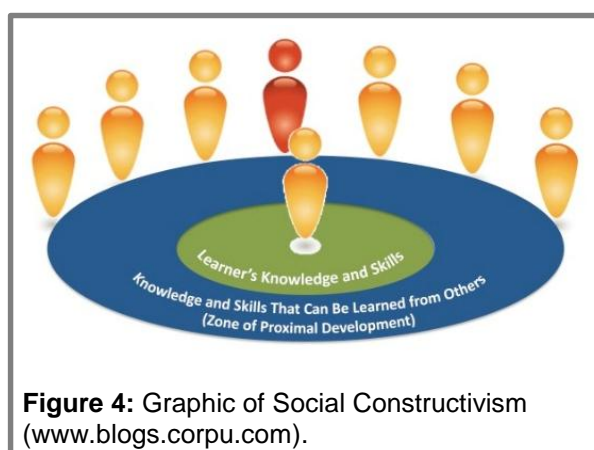 Learner's Knowledge and Skills
Knowledge and Skills That Can Be Learned from Others
(Zone of Proximal Development)
Figure 4: Graphic of Social Constructivism
(www.blogs.corpu.com).